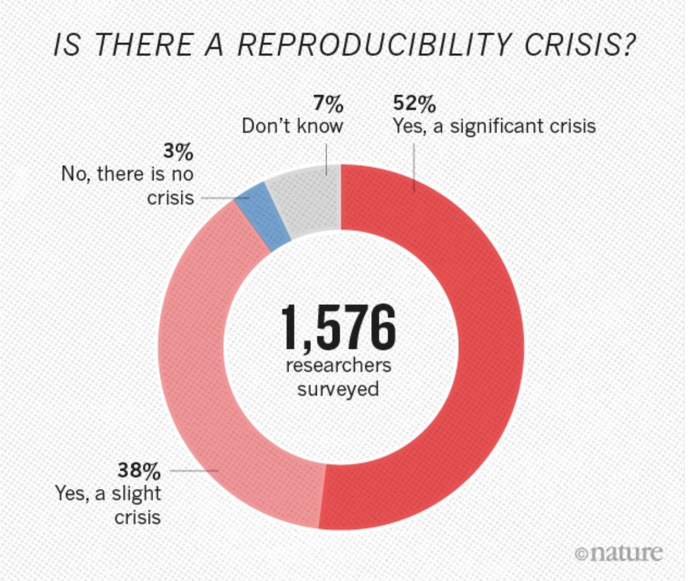 IS THERE A REPRODUCIBILITY CRISIS?
7%
Don't know
52%
Yes, a significant crisis
3%
No, there is no
crisis
1,576
researchers
surveyed
38%
Yes, a slight
crisis
©nature